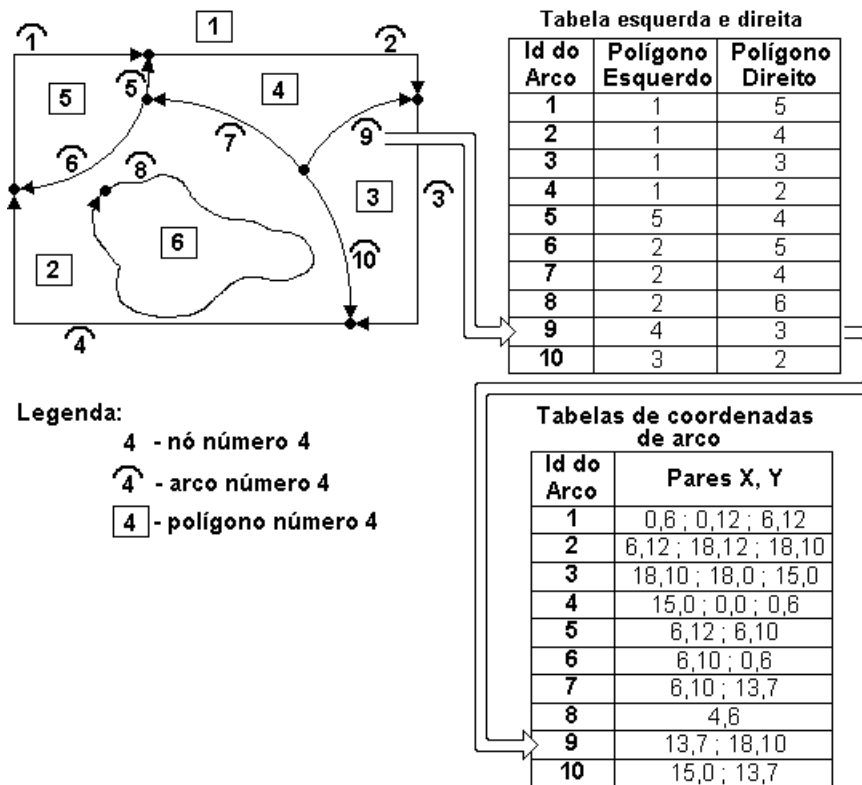 1
1
2
5
4
5
7
9
6
8
3
3
6
2
10
4
Legenda:
4 - nó número 4
4 - arco número 4
4 - polígono número 4
Tabela esquerda e direita
Id do Arco Polígono Esquerdo Polígono Direito
1 1 5
2 1 4
3 1 3
4 1 2
5 5 4
6 2 5
7 2 4
8 2 6
9 4 3
10 3 2
Tabelas de coordenadas
de arco
Id do Arco Pares X, Y
1 0,6 ; 0,12 ; 6,12
2 6,12 ; 18,12 ; 18,10
3 18,10 ; 18,0 ; 15,0
4 15,0 ; 0,0 ; 0,6
5 6,12 ; 6,10
6 6,10 ; 0,6
7 6,10 ; 13,7
8 4,6
9 13,7 ; 18,10
10 15,0 ; 13,7